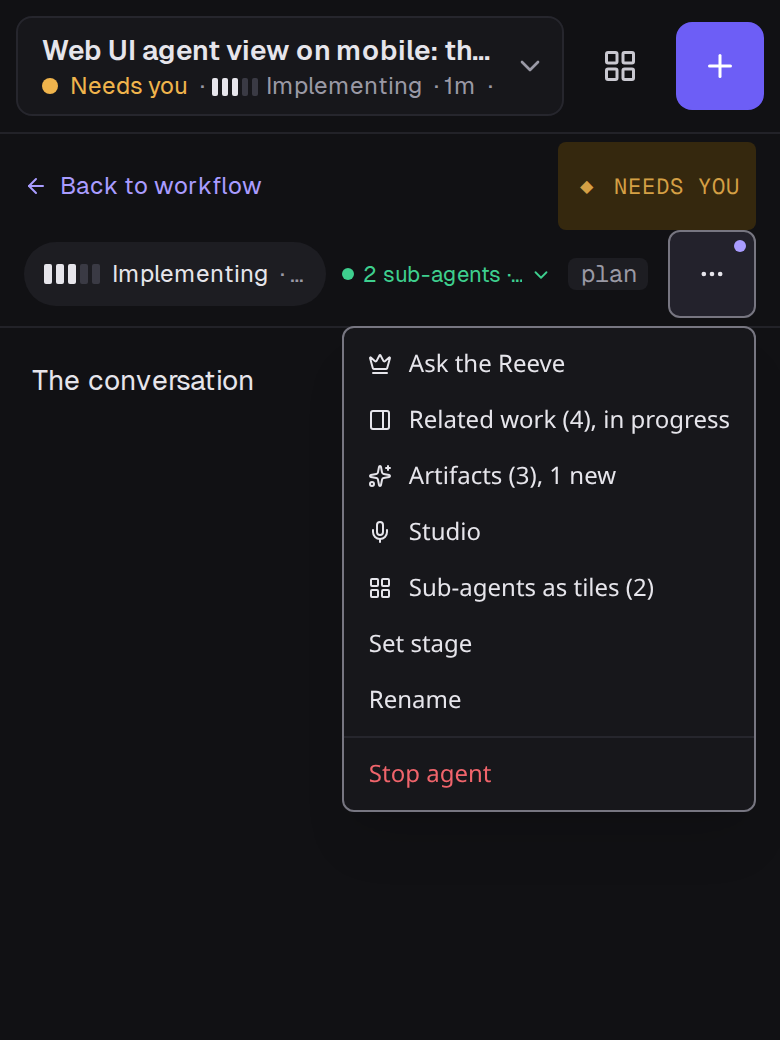 Web UI agent view on mobile: th…
Needs you · Implementing · 1m ·
Back to workflow
◆ NEEDS YOU
Implementing · …
2 sub-agents ·…
plan
The conversation
Ask the Reeve
Related work (4), in progress
Artifacts (3), 1 new
Studio
Sub-agents as tiles (2)
Set stage
Rename
Stop agent